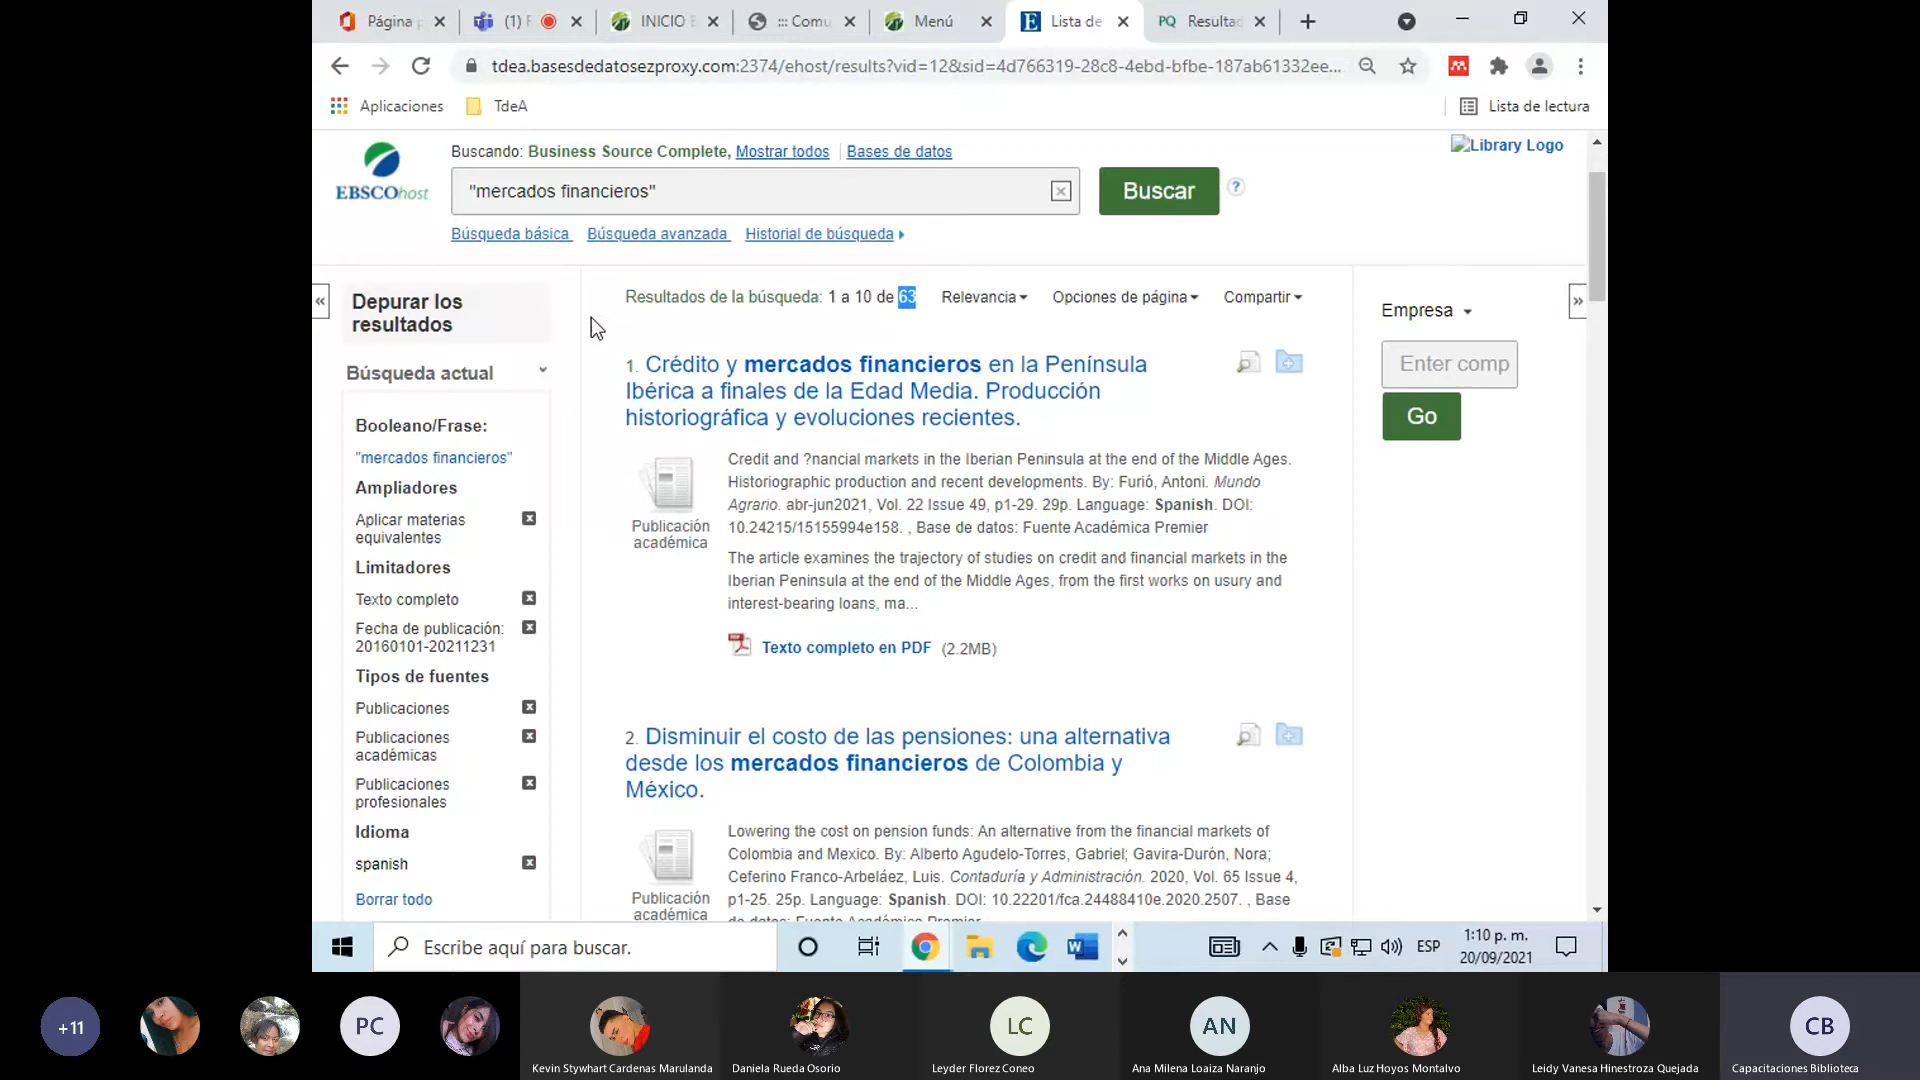 Página
(1)
INICIO
::: Comu
Menú
Lista de
PQ Resultad
tdea.basesdedatosezproxy.com:2374/ehost/results?vid=12&sid=4d766319-28c8-4ebd-bfbe-187ab61332ee...
Aplicaciones
TdeA
Lista de lectura
EBSCOhost
Buscando: Business Source Complete, Mostrar todos | Bases de datos
Library Logo
"mercados financieros"
Buscar
?
Búsqueda básica Búsqueda avanzada Historial de búsqueda
Depurar los
resultados
Búsqueda actual
Booleano/Frase:
"mercados financieros"
Ampliadores
Aplicar materias
equivalentes
Limitadores
Texto completo
Fecha de publicación:
20160101-20211231
Tipos de fuentes
Publicaciones
Publicaciones
académicas
Publicaciones
profesionales
Idioma
spanish
Borrar todo
Resultados de la búsqueda: 1 a 10 de 63
Relevancia
Opciones de página
Compartir
1. Crédito y mercados financieros en la Península
Ibérica a finales de la Edad Media. Producción
historiográfica y evoluciones recientes.
Publicación
académica
Credit and ?nancial markets in the Iberian Peninsula at the end of the Middle Ages.
Historiographic production and recent developments. By: Furió, Antoni. Mundo
Agrario. abr-jun2021, Vol. 22 Issue 49, p1-29. 29p. Language: Spanish. DOI:
10.24215/15155994e158. , Base de datos: Fuente Académica Premier
The article examines the trajectory of studies on credit and financial markets in the
Iberian Peninsula at the end of the Middle Ages, from the first works on usury and
interest-bearing loans, ma...
Texto completo en PDF (2.2MB)
2. Disminuir el costo de las pensiones: una alternativa
desde los mercados financieros de Colombia y
México.
Publicación
académica
Lowering the cost on pension funds: An alternative from the financial markets of
Colombia and Mexico. By: Alberto Agudelo-Torres, Gabriel; Gavira-Durón, Nora;
Ceferino Franco-Arbeláez, Luis. Contaduría y Administración. 2020, Vol. 65 Issue 4,
p1-25. 25p. Language: Spanish. DOI: 10.22201/fca.24488410e.2020.2507. , Base
de datos: Fuente Académica Premier
Empresa
Enter comp
Go
Escribe aquí para buscar.
ESP
1:10 p. m.
20/09/2021
+11
PC
Kevin Stywhart Cardenas Marulanda
Daniela Rueda Osorio
LC
Leyder Florez Coneo
AN
Ana Milena Loaiza Naranjo
Alba Luz Hoyos Montalvo
Leidy Vanesa Hinestroza Quejada
CB
Capacitaciones Biblioteca